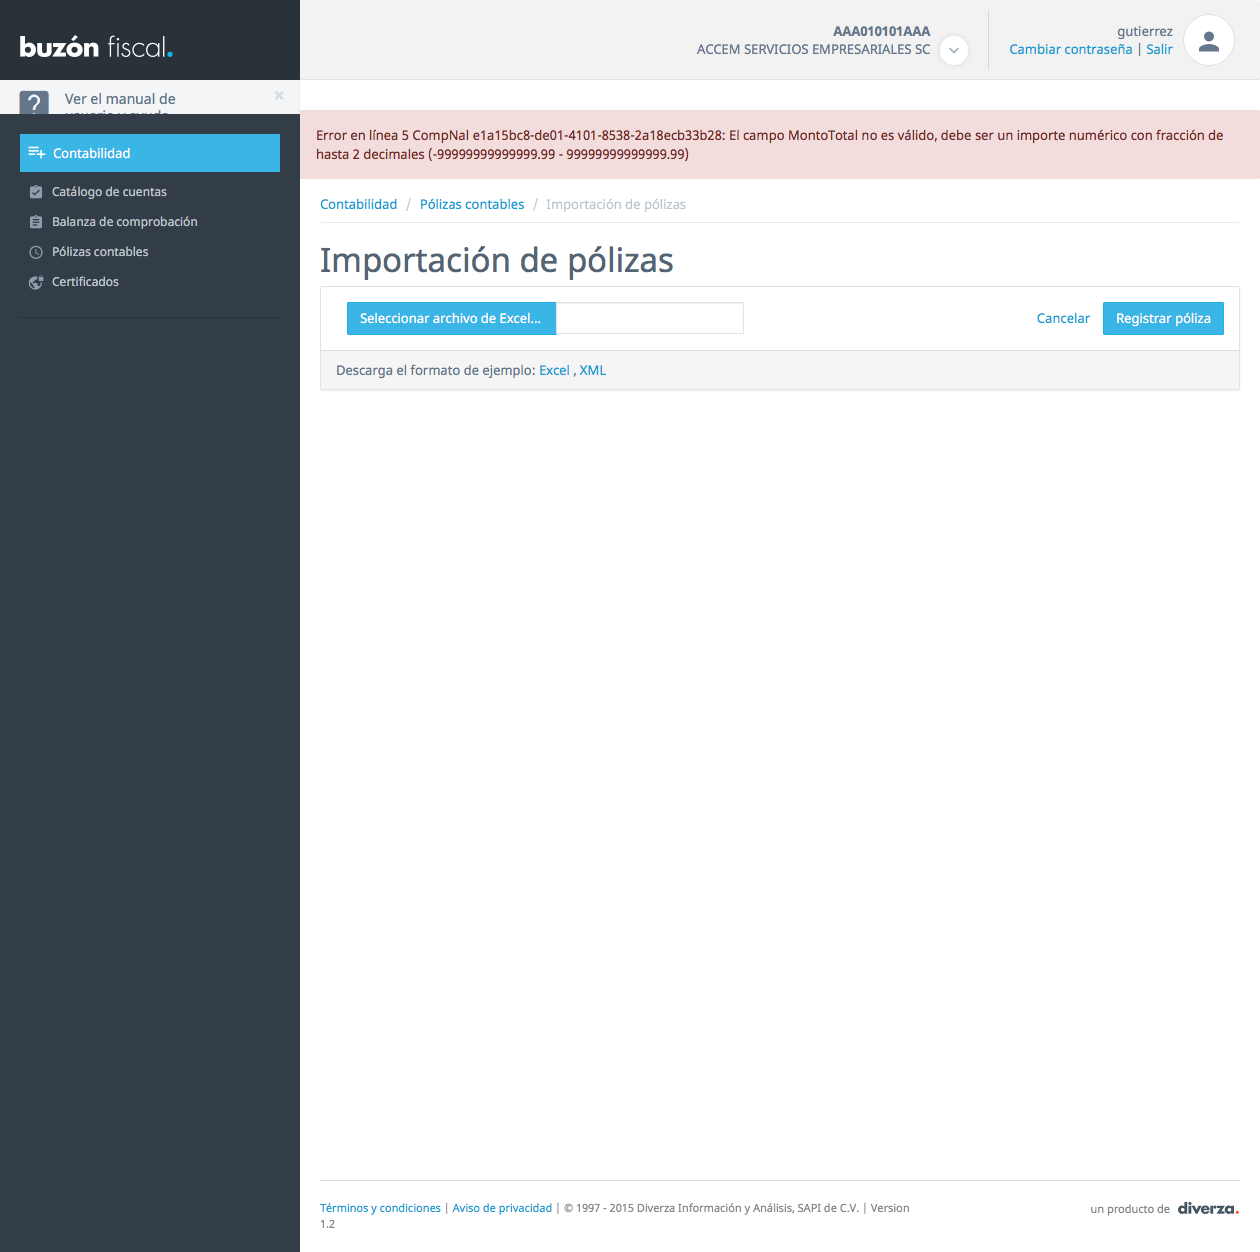 buzón fiscal.
AAA010101AAA
ACCEM SERVICIOS EMPRESARIALES SC
gutierrez
Cambiar contraseña | Salir
Ver el manual de
usuario y ayuda
Contabilidad
Catálogo de cuentas
Balanza de comprobación
Pólizas contables
Certificados
Error en línea 5 CompNal e1a15bc8-de01-4101-8538-2a18ecb33b28: El campo MontoTotal no es válido, debe ser un importe numérico con fracción de
hasta 2 decimales (-99999999999999.99 - 99999999999999.99)
Contabilidad / Pólizas contables / Importación de pólizas
Importación de pólizas
Seleccionar archivo de Excel...
Cancelar
Registrar póliza
Descarga el formato de ejemplo: Excel , XML
Términos y condiciones | Aviso de privacidad | © 1997 - 2015 Diverza Información y Análisis, SAPI de C.V. | Version
1.2
un producto de diverza.